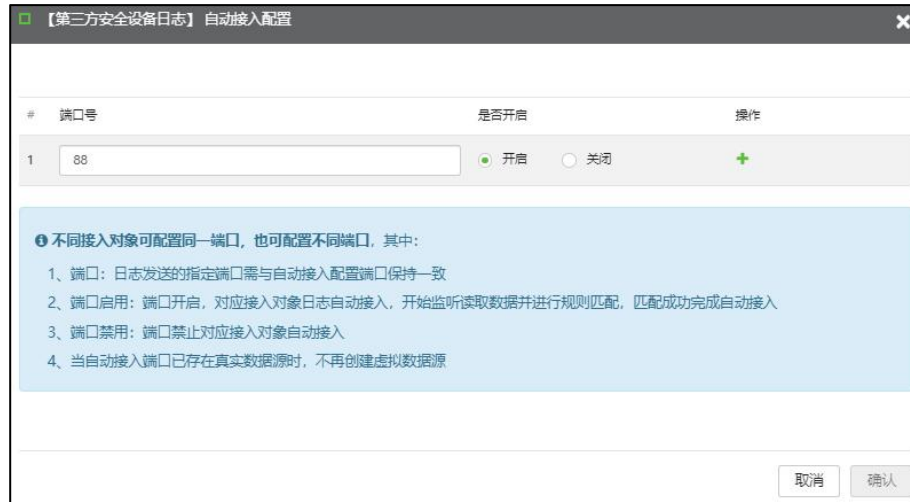 【第三方安全设备日志】自动接入配置
# 端口号 是否开启 操作
1 88 开启 关闭
不同接入对象可配置同一端口，也可配置不同端口，其中：
1、端口：日志发送的指定端口需与自动接入配置端口保持一致
2、端口启用：端口开启，对应接入对象日志自动接入，开始监听读取数据并进行规则匹配，匹配成功完成自动接入
3、端口禁用：端口禁止对应接入对象自动接入
4、当自动接入端口已存在真实数据源时，不再创建虚拟数据源
取消 确认